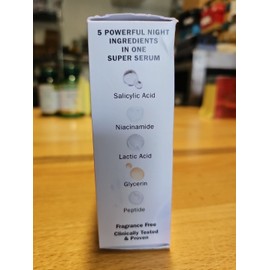 5 POWERFUL NIGHT
INGREDIENTS
IN ONE
SUPER SERUM
Salicylic Acid
Niacinamide
Lactic Acid
Glycerin
Peptide
Fragrance Free
Clinically Tested
& Proven